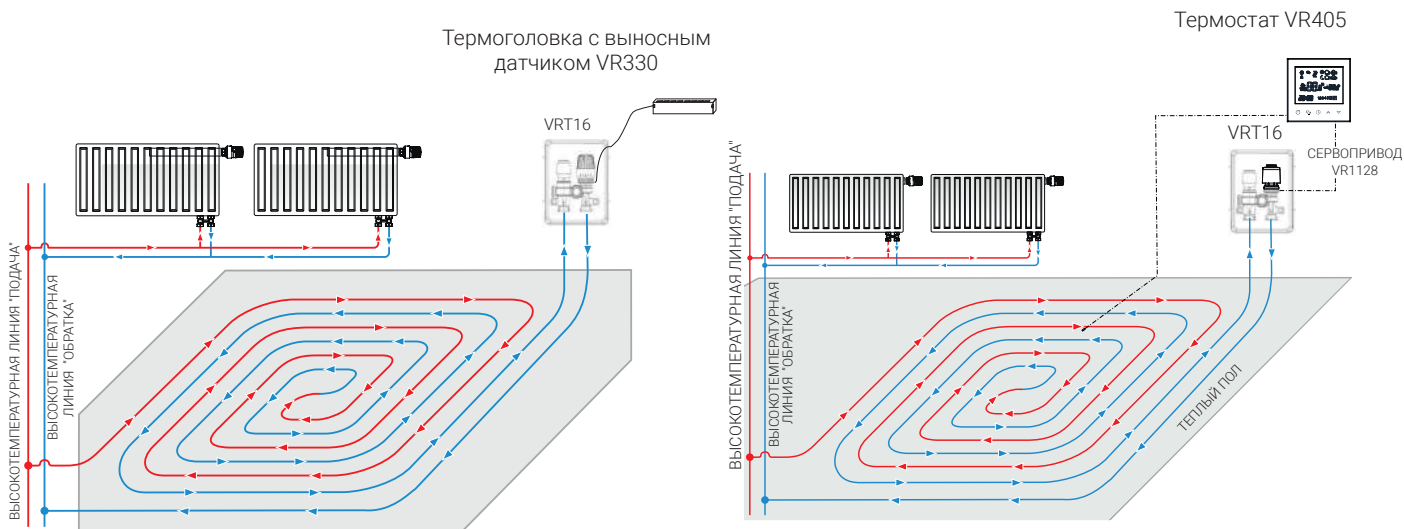 Термоголовка с выносным
датчиком VR330
VRT16
ВЫСОКОТЕМПЕРАТУРНАЯ ЛИНИЯ "ПОДАЧА"
ВЫСОКОТЕМПЕРАТУРНАЯ
ЛИНИЯ "ОБРАТКА"
Термостат VR405
VRT16
СЕРВОПРИВОД
VR1128
ВЫСОКОТЕМПЕРАТУРНАЯ ЛИНИЯ "ПОДАЧА"
ВЫСОКОТЕМПЕРАТУРНАЯ
ЛИНИЯ "ОБРАТКА"
ТЕПЛЫЙ ПОЛ